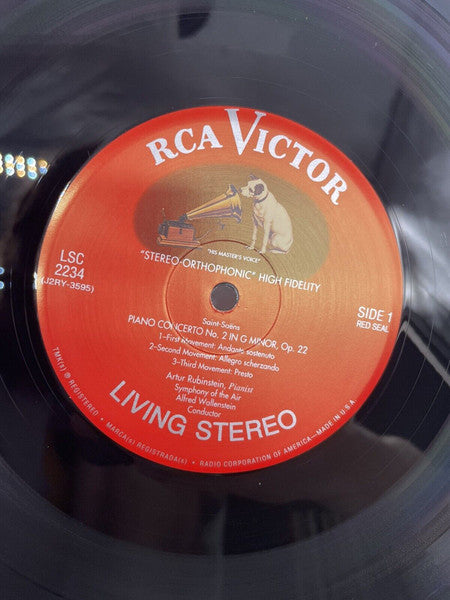 RCA VICTOR
"HIS MASTER'S VOICE"
"STEREO-ORTHOPHONIC" HIGH FIDELITY
LSC
2234
(J2RY-3595)
SIDE 1
RED SEAL
Saint-Saëns
PIANO CONCERTO No. 2 IN G MINOR, Op. 22
1–First Movement: Andante sostenuto
2–Second Movement: Allegro scherzando
3–Third Movement: Presto
Artur Rubinstein, Pianist
Symphony of the Air
Alfred Wallenstein
Conductor
LIVING STEREO
TMK(s) ® REGISTERED • MARCA(s) REGISTRADA(s) • RADIO CORPORATION OF AMERICA—MADE IN U.S.A.